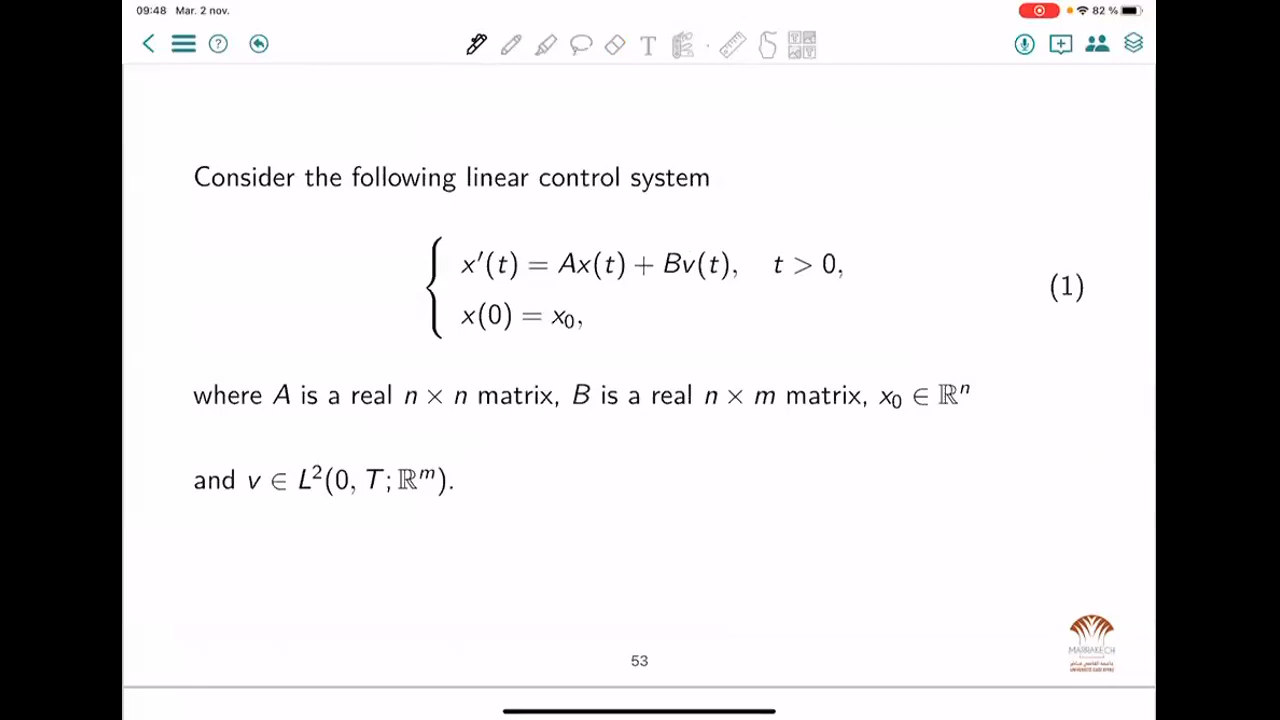 09:48 Mar. 2 nov.
82 %
Consider the following linear control system
x′(t) = Ax(t) + Bv(t), t > 0,
(1)
x(0) = x₀,
where A is a real n × n matrix, B is a real n × m matrix, x₀ ∈ ℝⁿ
and v ∈ L²(0, T; ℝᵐ).
MARRAKECH
53